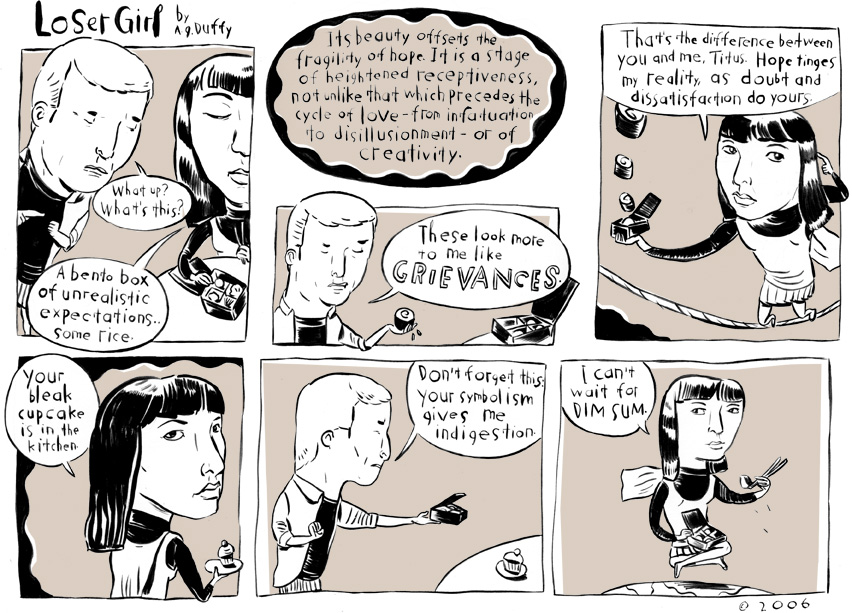 LoSer Girl
by
A.G. Duffy
What up?
What's this?
A bento box
of unrealistic
expectations..
some rice.
Its beauty offsets the
fragility of hope. It is a stage
of heightened receptiveness,
not unlike that which precedes the
cycle of love-from infatuation
to disillusionment - or of
creativity.
These look more
to me like
GRIEVANCES.
That's the difference between
you and me, Titus. Hope tinges
my reality, as doubt and
dissatisfaction do yours.
Your
bleak
cupcake
is in the
kitchen.
Don't forget this,
your symbolism
gives me
indigestion.
I can't
wait for
DIM SUM.
© 2006